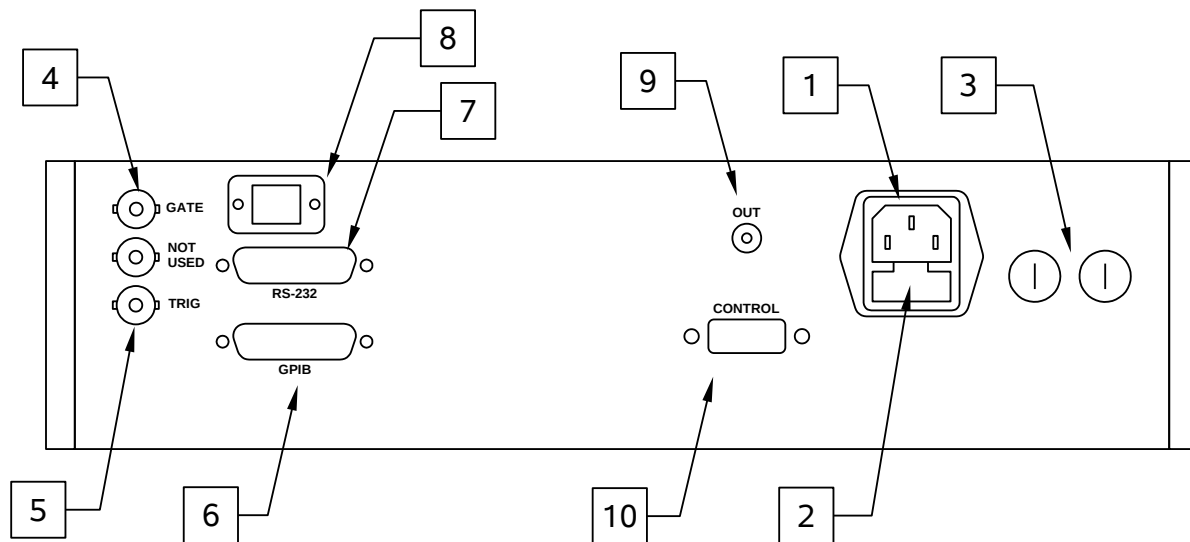 8
4
7
9
1
3
GATE
NOT
USED
TRIG
RS-232
GPIB
OUT
CONTROL
5
6
10
2